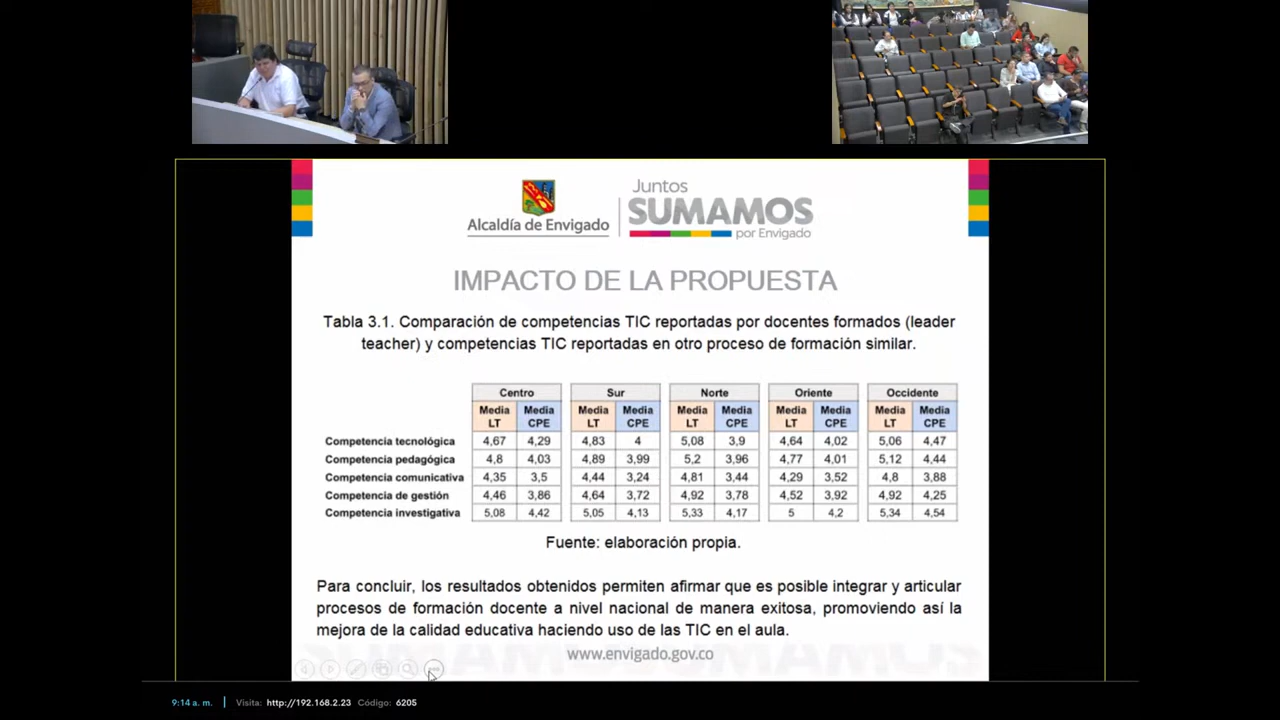 Juntos
SUMAMOS
Alcaldía de Envigado
por Envigado
IMPACTO DE LA PROPUESTA
Tabla 3.1. Comparación de competencias TIC reportadas por docentes formados (leader
teacher) y competencias TIC reportadas en otro proceso de formación similar.
Centro Sur Norte Oriente Occidente
Media LT Media CPE Media LT Media CPE Media LT Media CPE Media LT Media CPE Media LT Media CPE
Competencia tecnológica 4,67 4,29 4,83 4 5,08 3,9 4,64 4,02 5,06 4,47
Competencia pedagógica 4,8 4,03 4,89 3,99 5,2 3,96 4,77 4,01 5,12 4,44
Competencia comunicativa 4,35 3,5 4,44 3,24 4,81 3,44 4,29 3,52 4,8 3,88
Competencia de gestión 4,46 3,86 4,64 3,72 4,92 3,78 4,52 3,92 4,92 4,25
Competencia investigativa 5,08 4,42 5,05 4,13 5,33 4,17 5 4,2 5,34 4,54
Fuente: elaboración propia.
Para concluir, los resultados obtenidos permiten afirmar que es posible integrar y articular
procesos de formación docente a nivel nacional de manera exitosa, promoviendo así la
mejora de la calidad educativa haciendo uso de las TIC en el aula.
www.envigado.gov.co
9:14 a. m. | Visita: http://192.168.2.23 Código: 6205